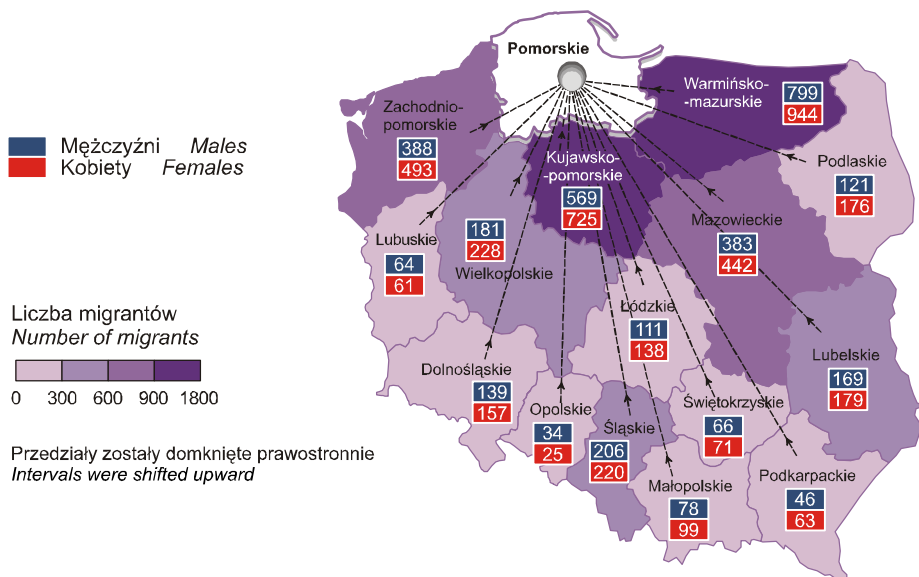 Pomorskie
Warmińsko-
-mazurskie
799
944
Zachodnio-
pomorskie
388
493
Mężczyźni Males
Kobiety Females
Kujawsko-
-pomorskie
569
725
Podlaskie
121
176
Mazowieckie
383
442
181
228
Wielkopolskie
Lubuskie
64
61
Liczba migrantów
Number of migrants
0 300 600 900 1800
Łódzkie
111
138
Lubelskie
169
179
Dolnośląskie
139
157
Opolskie
34
25
Śląskie
206
220
Świętokrzyskie
66
71
Przedziały zostały domknięte prawostronnie
Intervals were shifted upward
Małopolskie
78
99
Podkarpackie
46
63